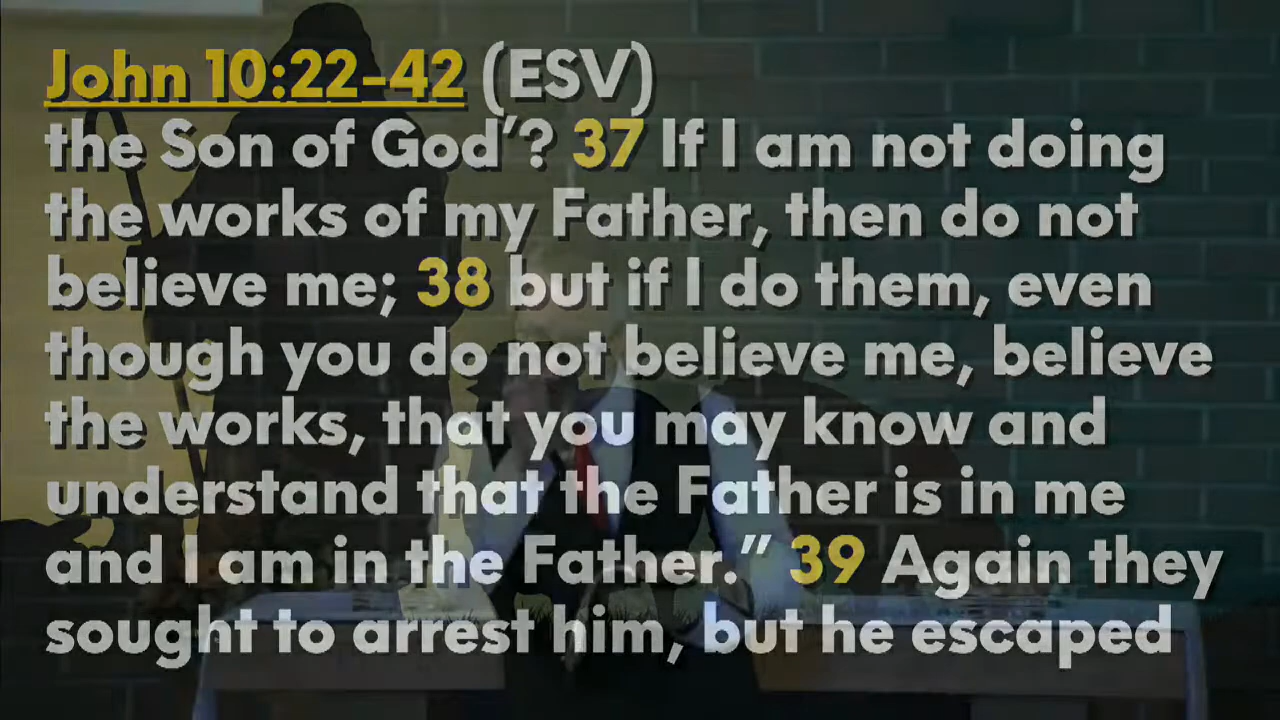 John 10:22-42 (ESV)
the Son of God’? 37 If I am not doing
the works of my Father, then do not
believe me; 38 but if I do them, even
though you do not believe me, believe
the works, that you may know and
understand that the Father is in me
and I am in the Father.” 39 Again they
sought to arrest him, but he escaped